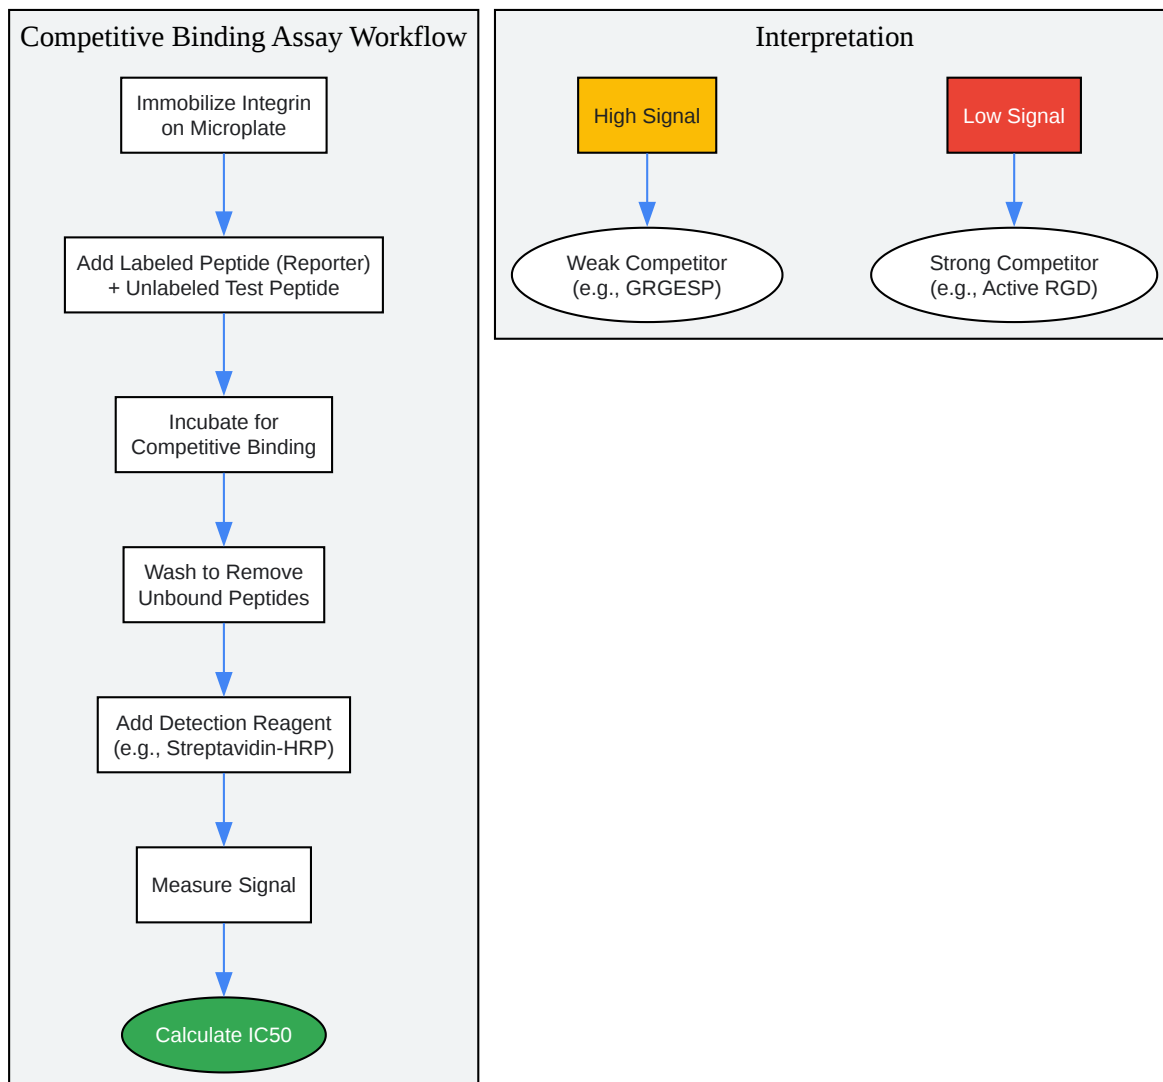 Competitive Binding Assay Workflow
Immobilize Integrin
on Microplate
Add Labeled Peptide (Reporter)
+ Unlabeled Test Peptide
Incubate for
Competitive Binding
Wash to Remove
Unbound Peptides
Add Detection Reagent
(e.g., Streptavidin-HRP)
Measure Signal
Calculate IC50
Interpretation
High Signal
Weak Competitor
(e.g., GRGESP)
Low Signal
Strong Competitor
(e.g., Active RGD)